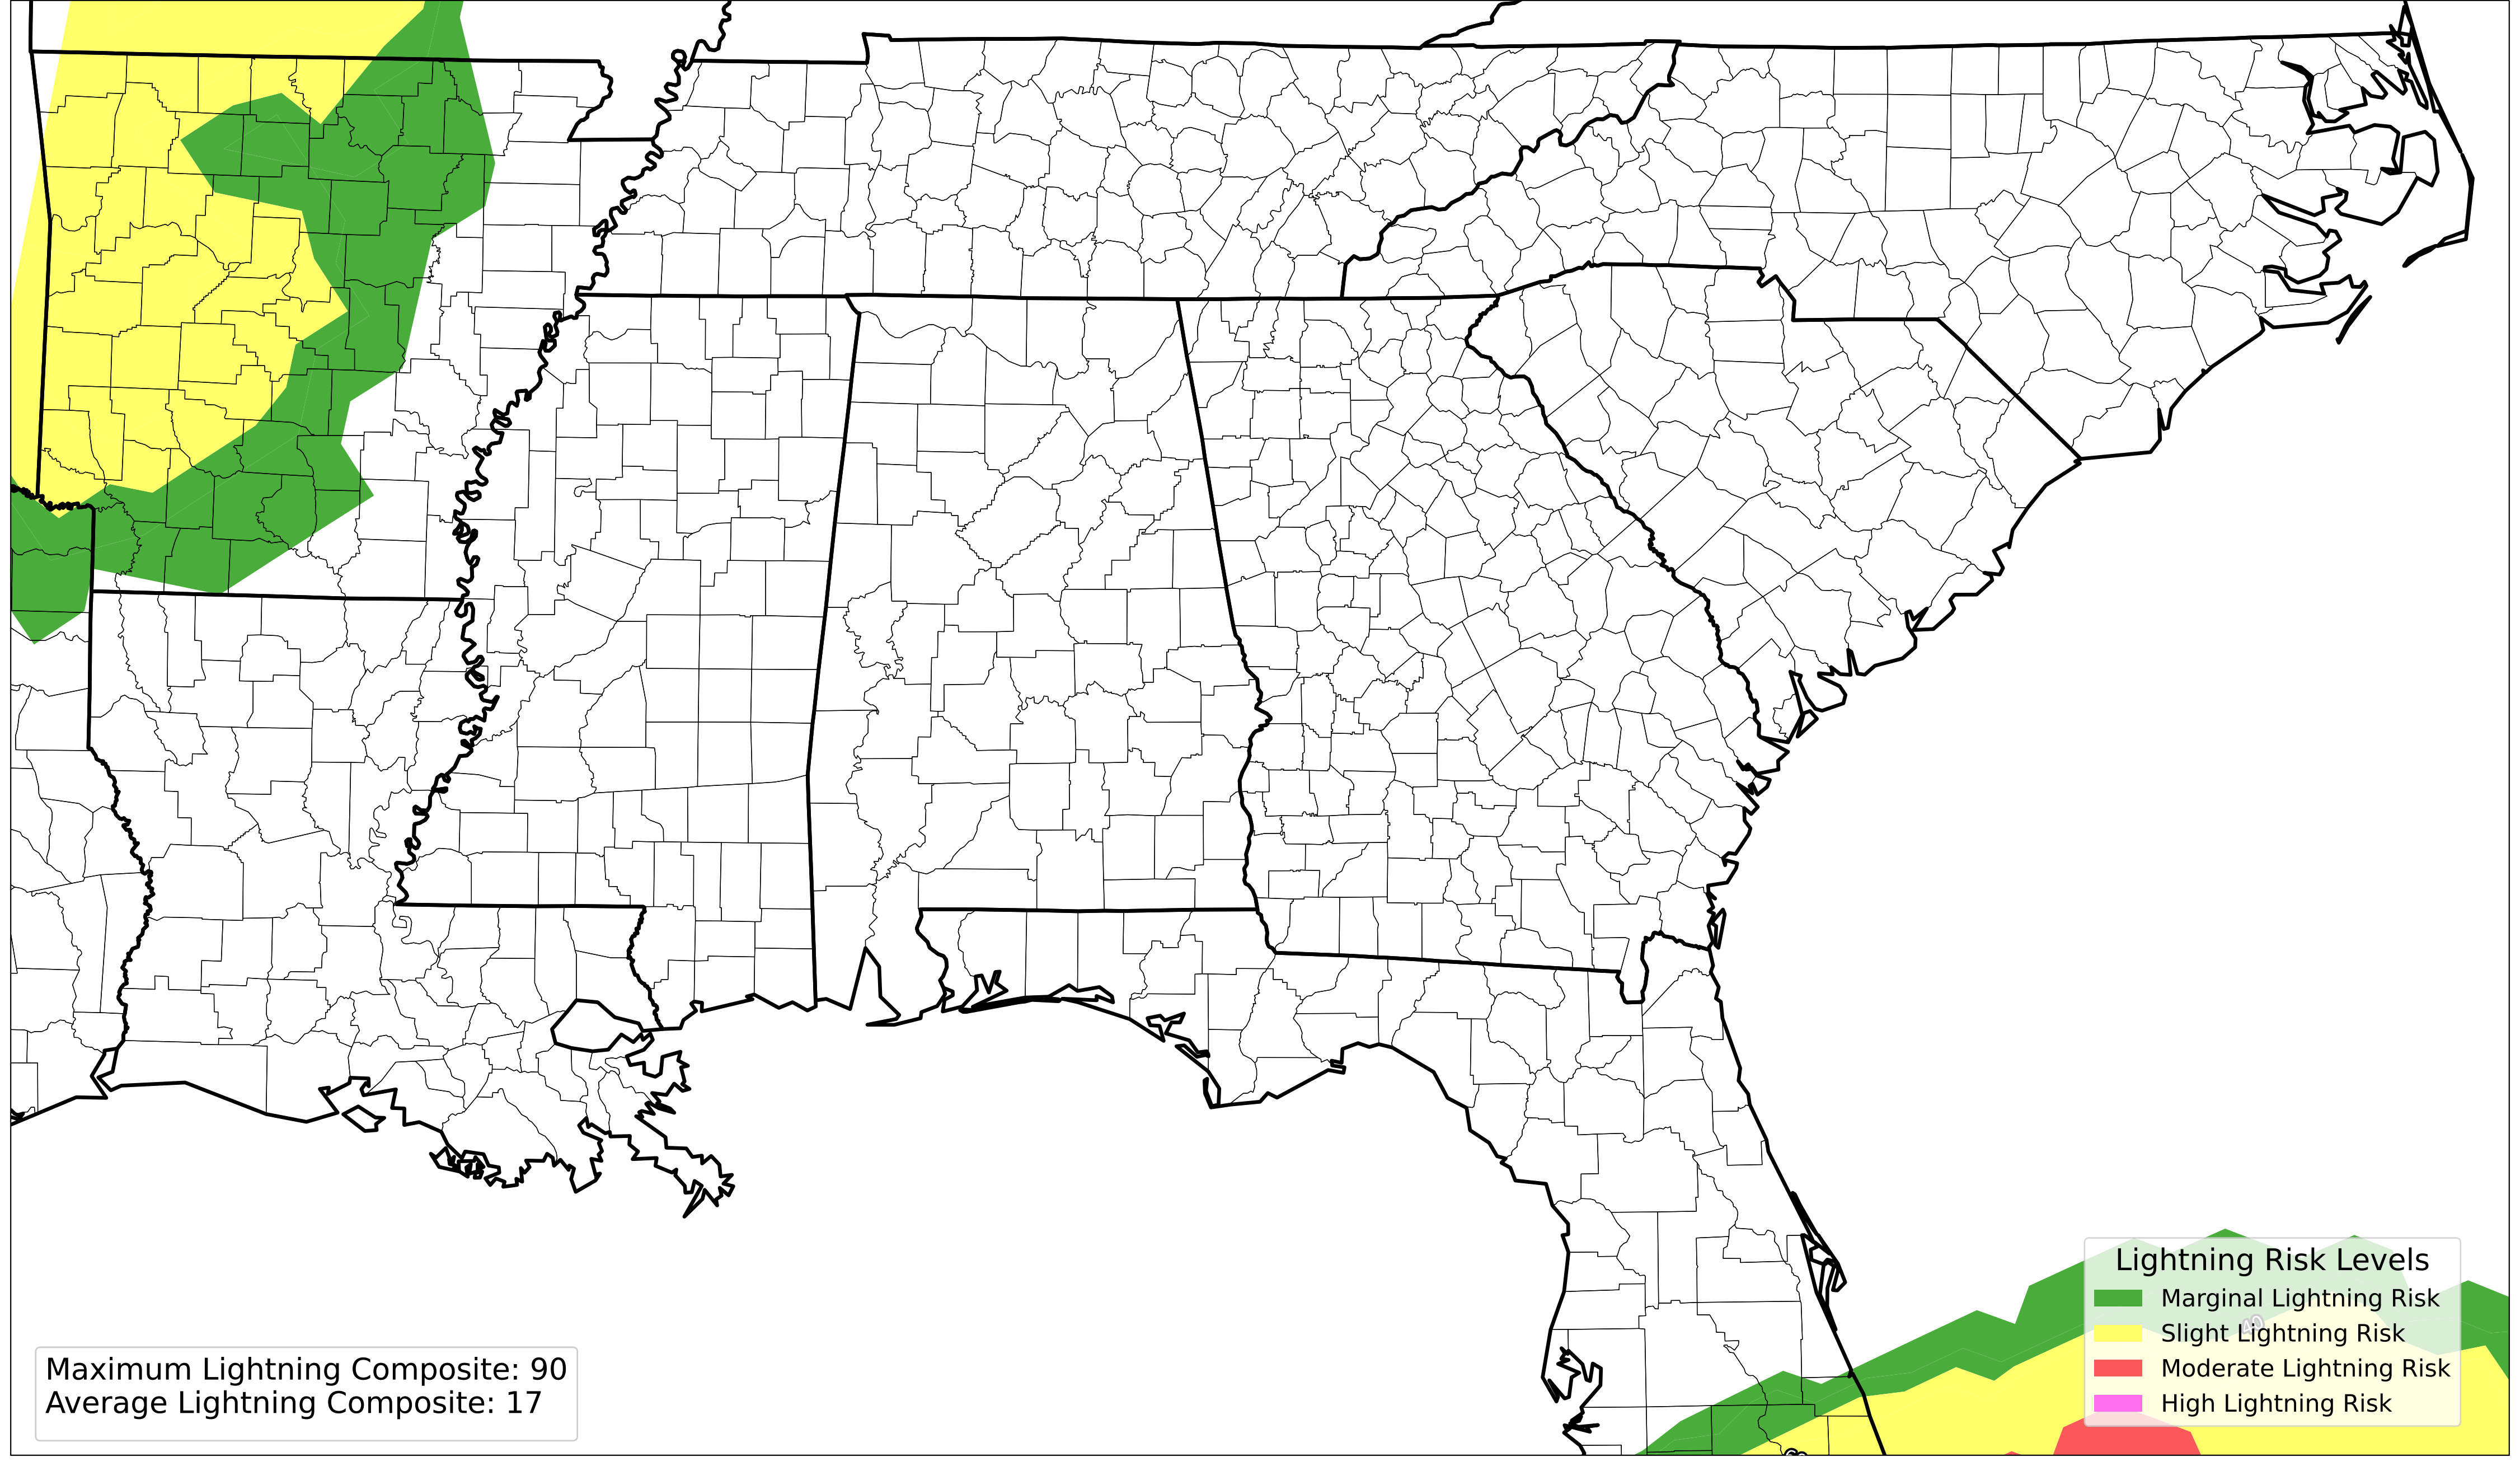 Lightning Risk Levels
Marginal Lightning Risk
Slight Lightning Risk
Moderate Lightning Risk
High Lightning Risk
Maximum Lightning Composite: 90
Average Lightning Composite: 17